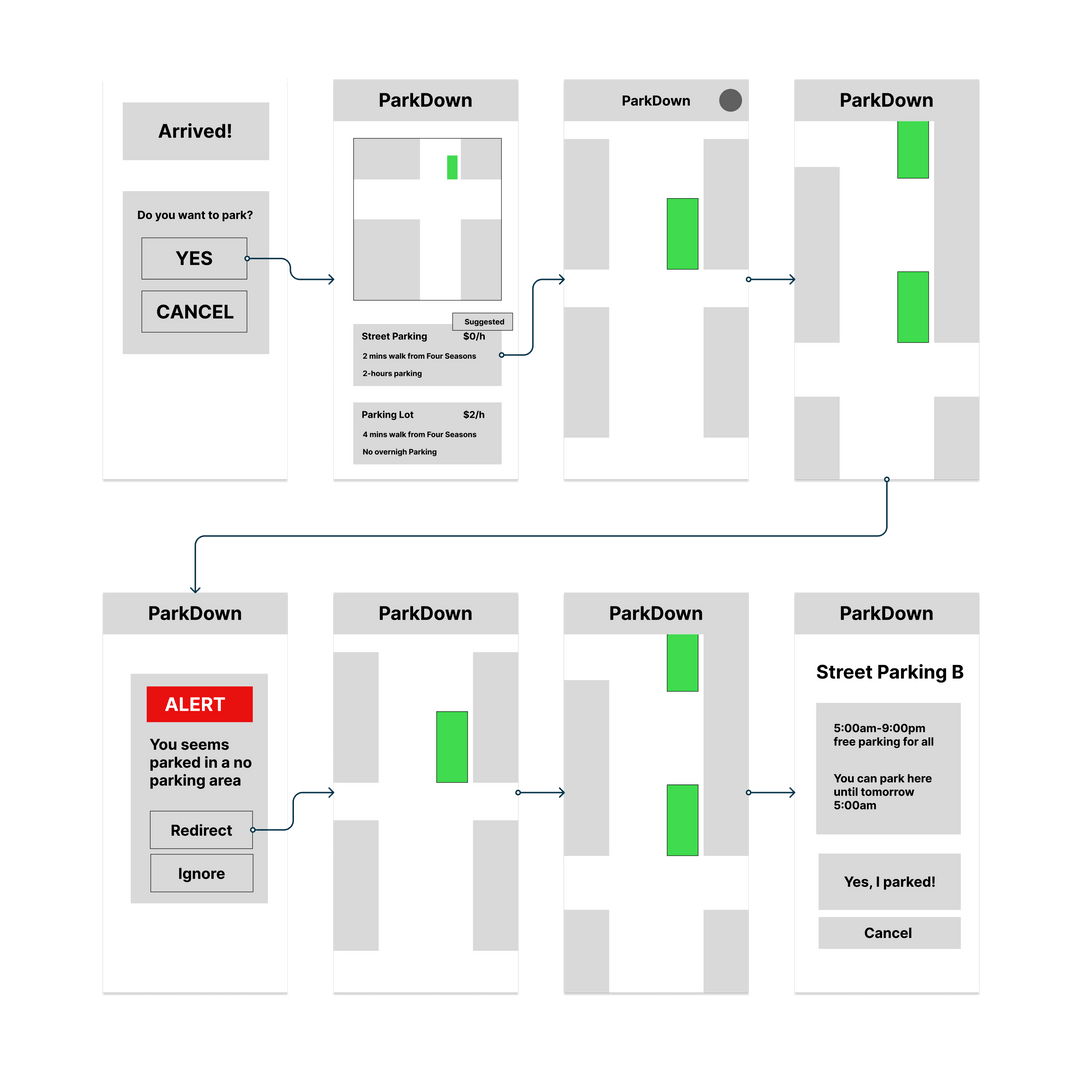 Arrived!
Do you want to park?
YES
CANCEL
ParkDown
Suggested
Street Parking $0/h
2 mins walk from Four Seasons
2-hours parking
Parking Lot $2/h
4 mins walk from Four Seasons
No overnigh Parking
ParkDown
ParkDown
ParkDown
ALERT
You seems
parked in a no
parking area
Redirect
Ignore
ParkDown
ParkDown
ParkDown
Street Parking B
5:00am-9:00pm
free parking for all
You can park here
until tomorrow
5:00am
Yes, I parked!
Cancel